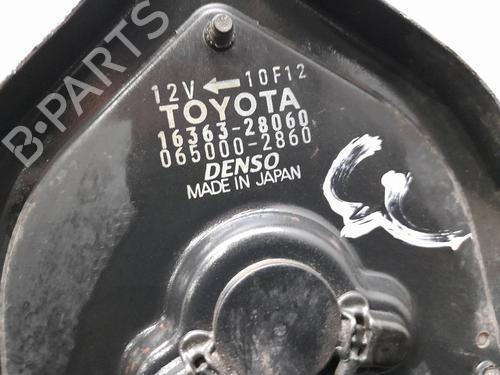 B-PARTS
12V ← 10F12
TOYOTA
16363-28060
065000-2860
DENSO
MADE IN JAPAN